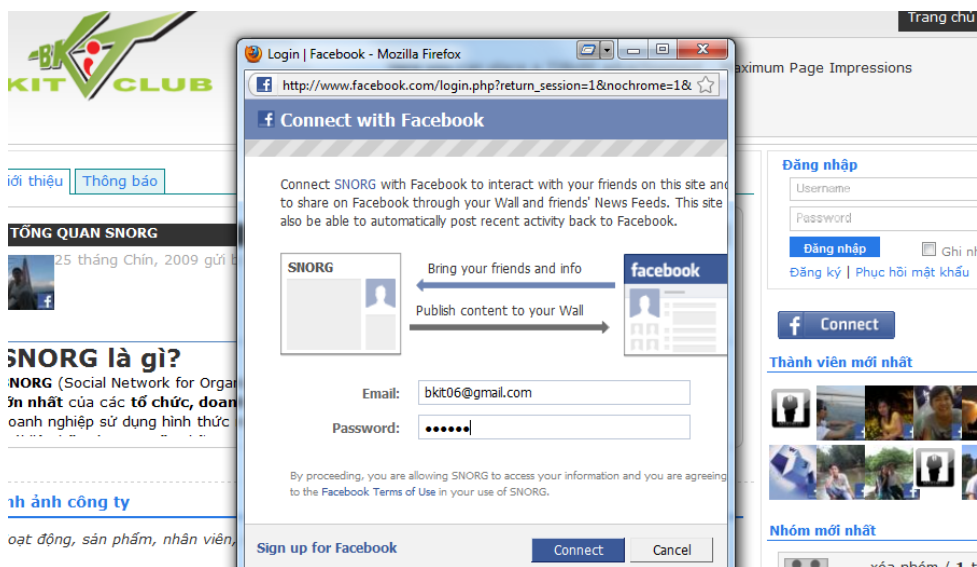 Trang chủ
BKIT
KIT CLUB
Login | Facebook - Mozilla Firefox
aximum Page Impressions
http://www.facebook.com/login.php?return_session=1&nochrome=1&
f Connect with Facebook
iới thiệu
Thông báo
Connect SNORG with Facebook to interact with your friends on this site and
to share on Facebook through your Wall and friends' News Feeds. This site
also be able to automatically post recent activity back to Facebook.
TỔNG QUAN SNORG
25 tháng Chín, 2009 gửi b
SNORG
Bring your friends and info
Publish content to your Wall
facebook
SNORG là gì?
SNORG (Social Network for Organ
ớn nhất của các tổ chức, doan
oanh nghiệp sử dụng hình thức
Email:
bkit06@gmail.com
Password:
••••••
By proceeding, you are allowing SNORG to access your information and you are agreeing
to the Facebook Terms of Use in your use of SNORG.
nh ảnh công ty
oạt động, sản phẩm, nhân viên,
Sign up for Facebook
Connect
Cancel
Đăng nhập
Username
Password
Đăng nhập
Ghi nh
Đăng ký | Phục hồi mật khẩu
f Connect
Thành viên mới nhất
Nhóm mới nhất
xóa nhóm / 1 t